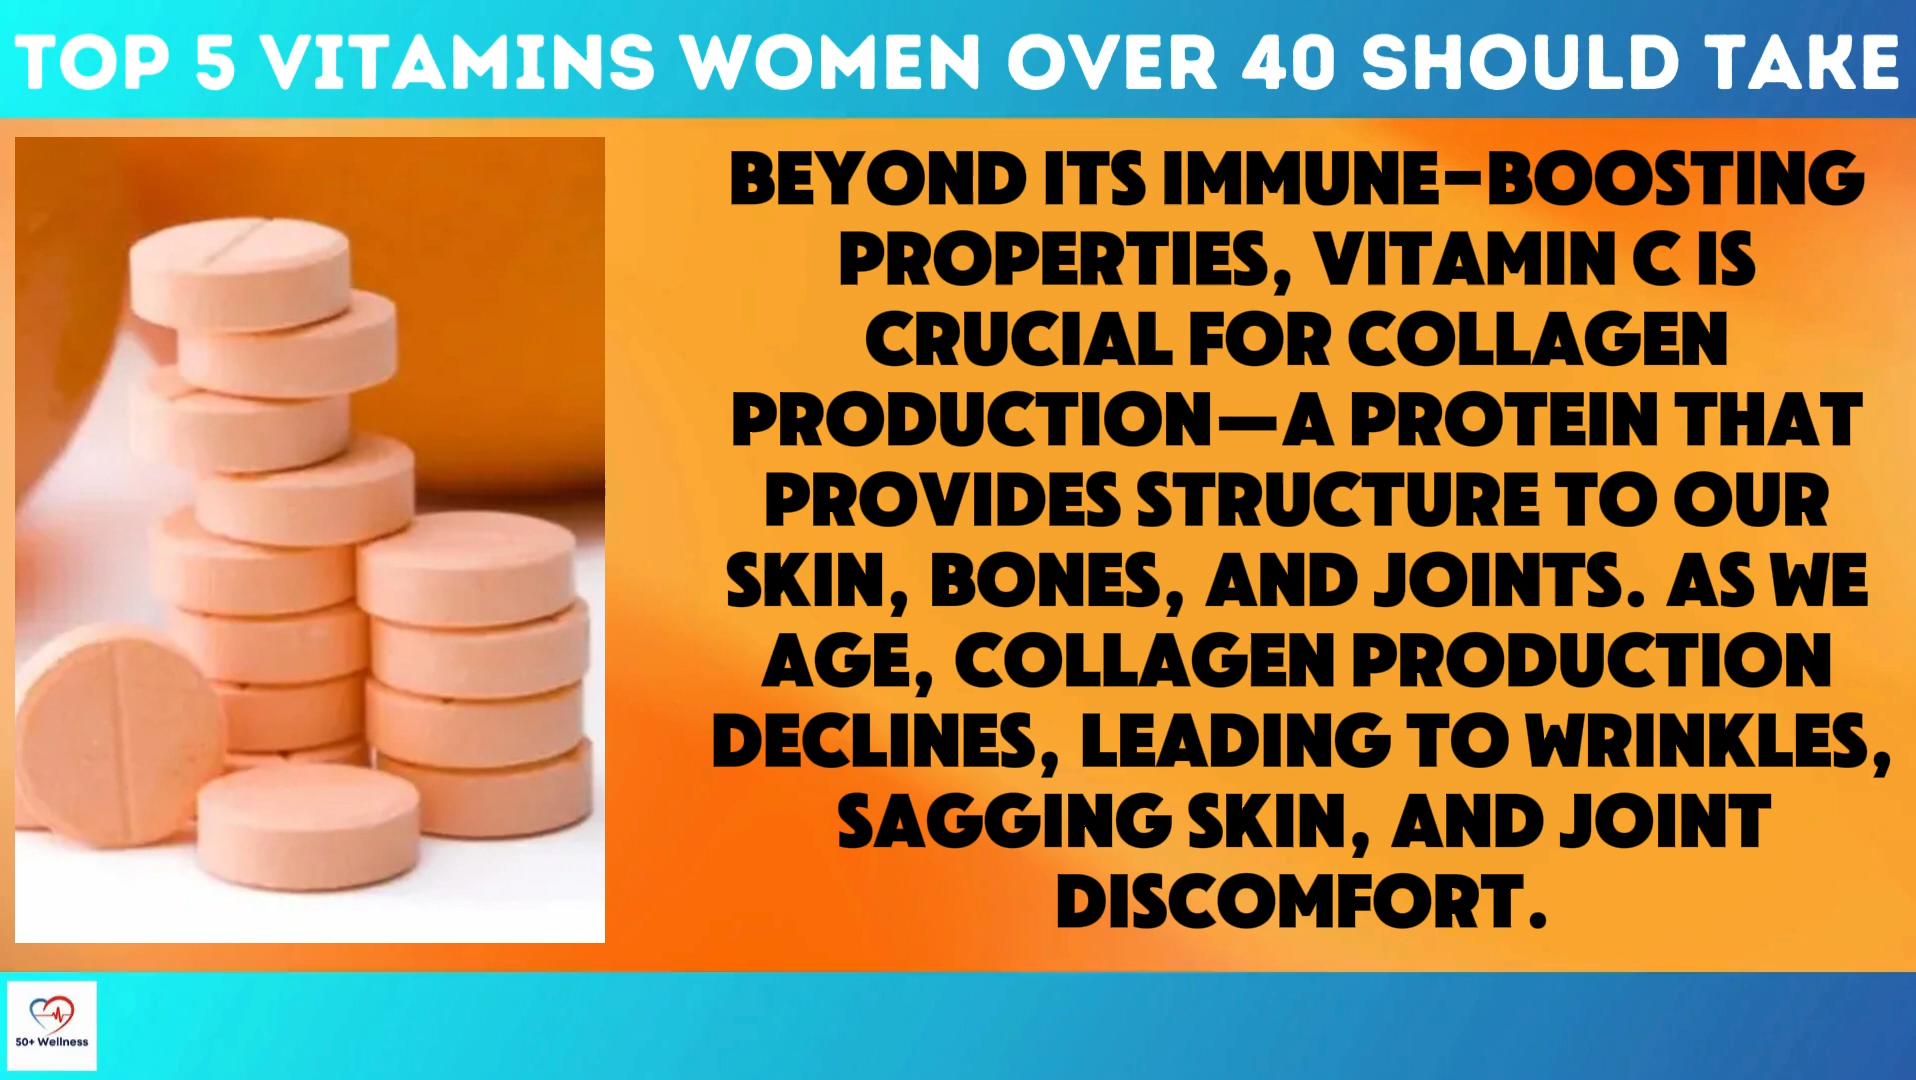 TOP 5 VITAMINS WOMEN OVER 40 SHOULD TAKE
BEYOND ITS IMMUNE-BOOSTING
PROPERTIES, VITAMIN C IS
CRUCIAL FOR COLLAGEN
PRODUCTION—A PROTEIN THAT
PROVIDES STRUCTURE TO OUR
SKIN, BONES, AND JOINTS. AS WE
AGE, COLLAGEN PRODUCTION
DECLINES, LEADING TO WRINKLES,
SAGGING SKIN, AND JOINT
DISCOMFORT.
50+ Wellness